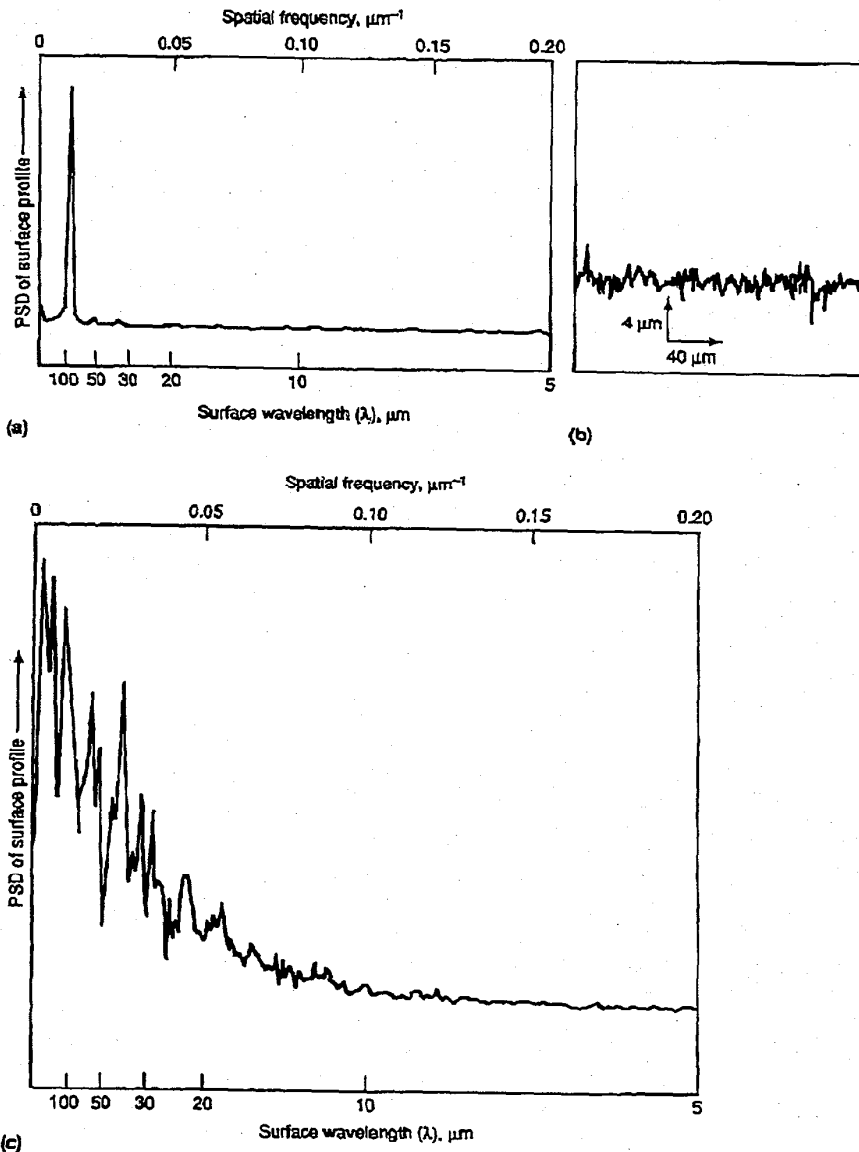 Spatial frequency, μm⁻¹
0 0.05 0.10 0.15 0.20
PSD of surface profile
100 50 30 20 10 5
Surface wavelength (λ), μm
(a)
4 μm
40 μm
(b)
Spatial frequency, μm⁻¹
0 0.05 0.10 0.15 0.20
PSD of surface profile
100 50 30 20 10 5
Surface wavelength (λ), μm
(c)